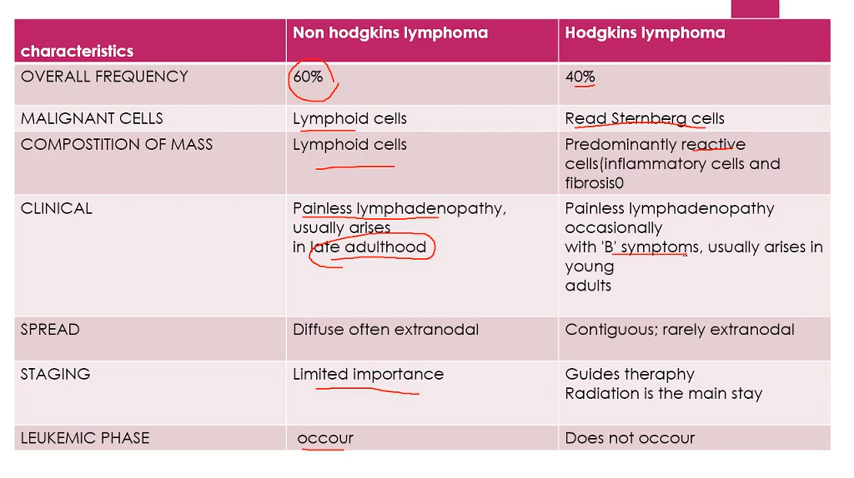 characteristics
Non hodgkins lymphoma
Hodgkins lymphoma
OVERALL FREQUENCY
60%
40%
MALIGNANT CELLS
Lymphoid cells
Read Sternberg cells
COMPOSTITION OF MASS
Lymphoid cells
Predominantly reactive
cells(inflammatory cells and
fibrosis0
CLINICAL
Painless lymphadenopathy,
usually arises
in late adulthood
Painless lymphadenopathy
occasionally
with 'B' symptoms, usually arises in
young
adults
SPREAD
Diffuse often extranodal
Contiguous; rarely extranodal
STAGING
Limited importance
Guides theraphy
Radiation is the main stay
LEUKEMIC PHASE
occour
Does not occour